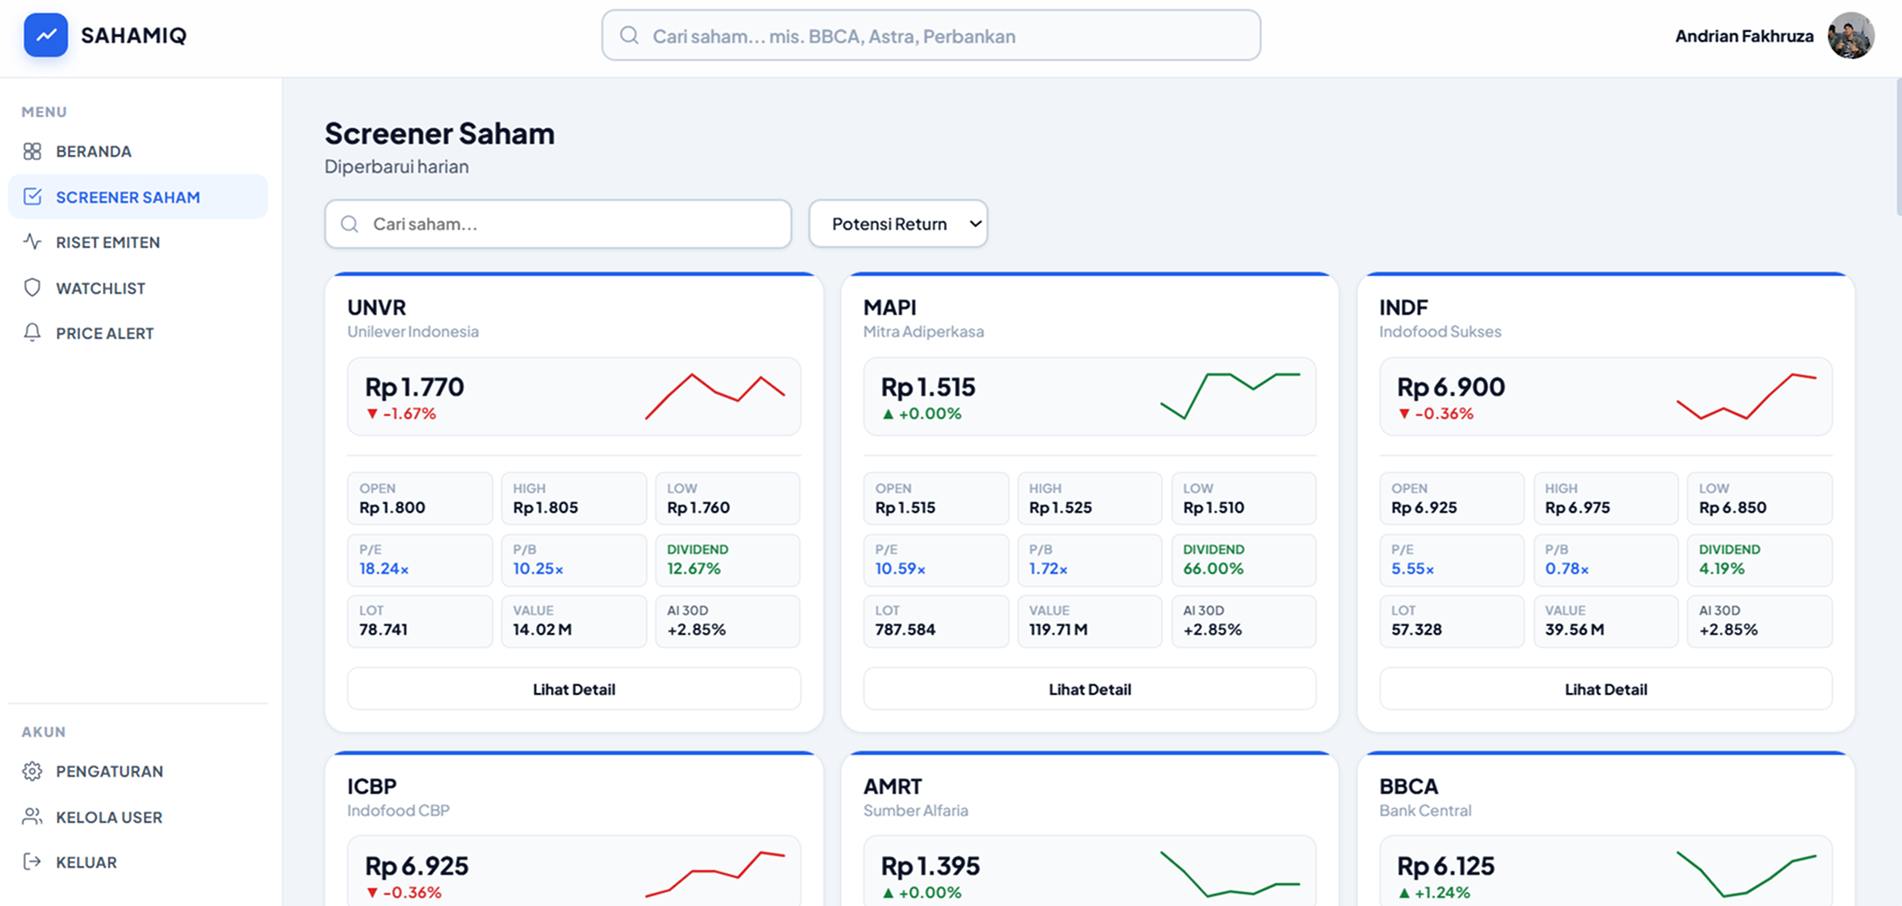 SAHAMIQ
Cari saham... mis. BBCA, Astra, Perbankan
Andrian Fakhruza
MENU
BERANDA
SCREENER SAHAM
RISET EMITEN
WATCHLIST
PRICE ALERT
AKUN
PENGATURAN
KELOLA USER
KELUAR
Screener Saham
Diperbarui harian
Cari saham...
Potensi Return
UNVR
Unilever Indonesia
Rp 1.770
▼ -1.67%
OPEN
Rp 1.800
HIGH
Rp 1.805
LOW
Rp 1.760
P/E
18.24×
P/B
10.25×
DIVIDEND
12.67%
LOT
78.741
VALUE
14.02 M
AI 30D
+2.85%
Lihat Detail
MAPI
Mitra Adiperkasa
Rp 1.515
▲ +0.00%
OPEN
Rp 1.515
HIGH
Rp 1.525
LOW
Rp 1.510
P/E
10.59×
P/B
1.72×
DIVIDEND
66.00%
LOT
787.584
VALUE
119.71 M
AI 30D
+2.85%
Lihat Detail
INDF
Indofood Sukses
Rp 6.900
▼ -0.36%
OPEN
Rp 6.925
HIGH
Rp 6.975
LOW
Rp 6.850
P/E
5.55×
P/B
0.78×
DIVIDEND
4.19%
LOT
57.328
VALUE
39.56 M
AI 30D
+2.85%
Lihat Detail
ICBP
Indofood CBP
Rp 6.925
▼ -0.36%
AMRT
Sumber Alfaria
Rp 1.395
▲ +0.00%
BBCA
Bank Central
Rp 6.125
▲ +1.24%